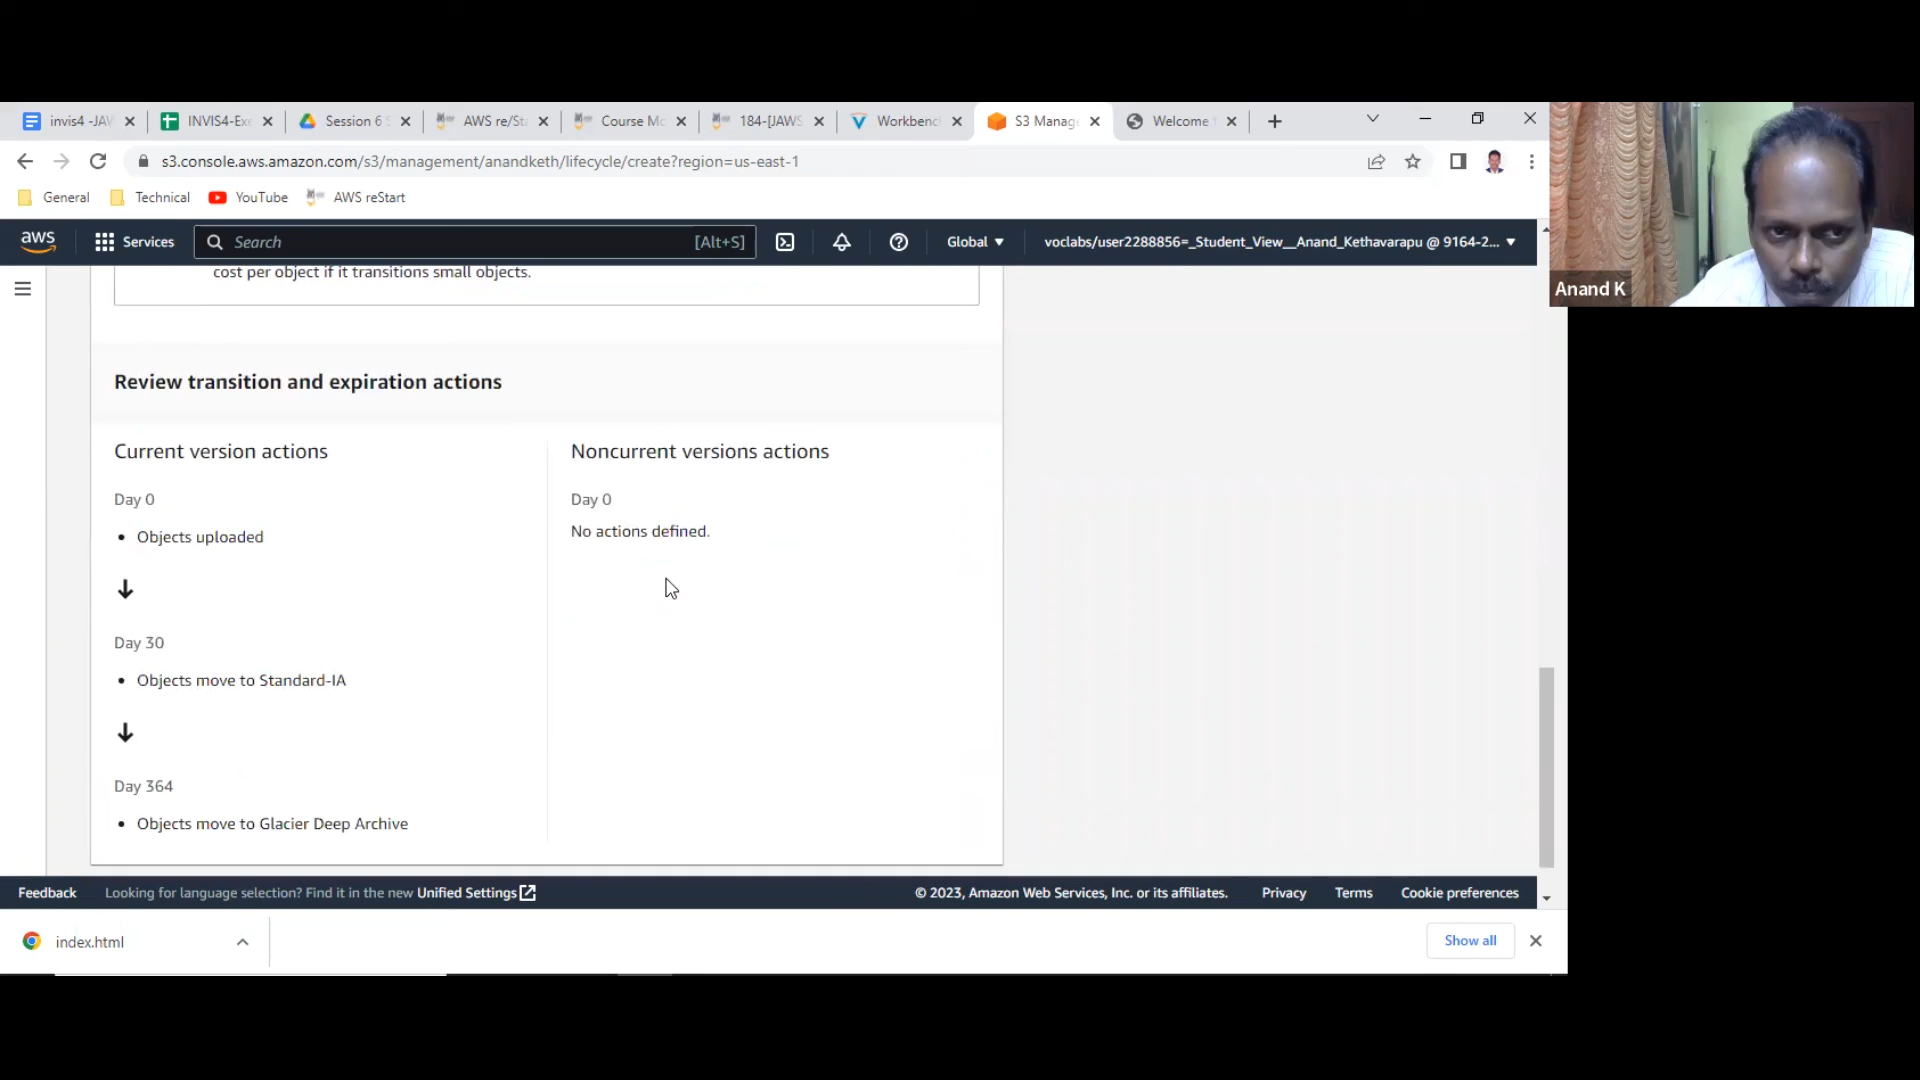 invis4 -JAW
INVIS4-Exe
Session 6 S
AWS re/Sta
Course Mo
184-[JAWS
Workbenc
S3 Manag
Welcome t
s3.console.aws.amazon.com/s3/management/anandketh/lifecycle/create?region=us-east-1
General
Technical
YouTube
AWS reStart
aws
Services
Search
[Alt+S]
Global
voclabs/user2288856=_Student_View__Anand_Kethavarapu @ 9164-2...
Anand K
cost per object if it transitions small objects.
Review transition and expiration actions
Current version actions
Day 0
Objects uploaded
Day 30
Objects move to Standard-IA
Day 364
Objects move to Glacier Deep Archive
Noncurrent versions actions
Day 0
No actions defined.
Feedback
Looking for language selection? Find it in the new Unified Settings
© 2023, Amazon Web Services, Inc. or its affiliates.
Privacy
Terms
Cookie preferences
index.html
Show all